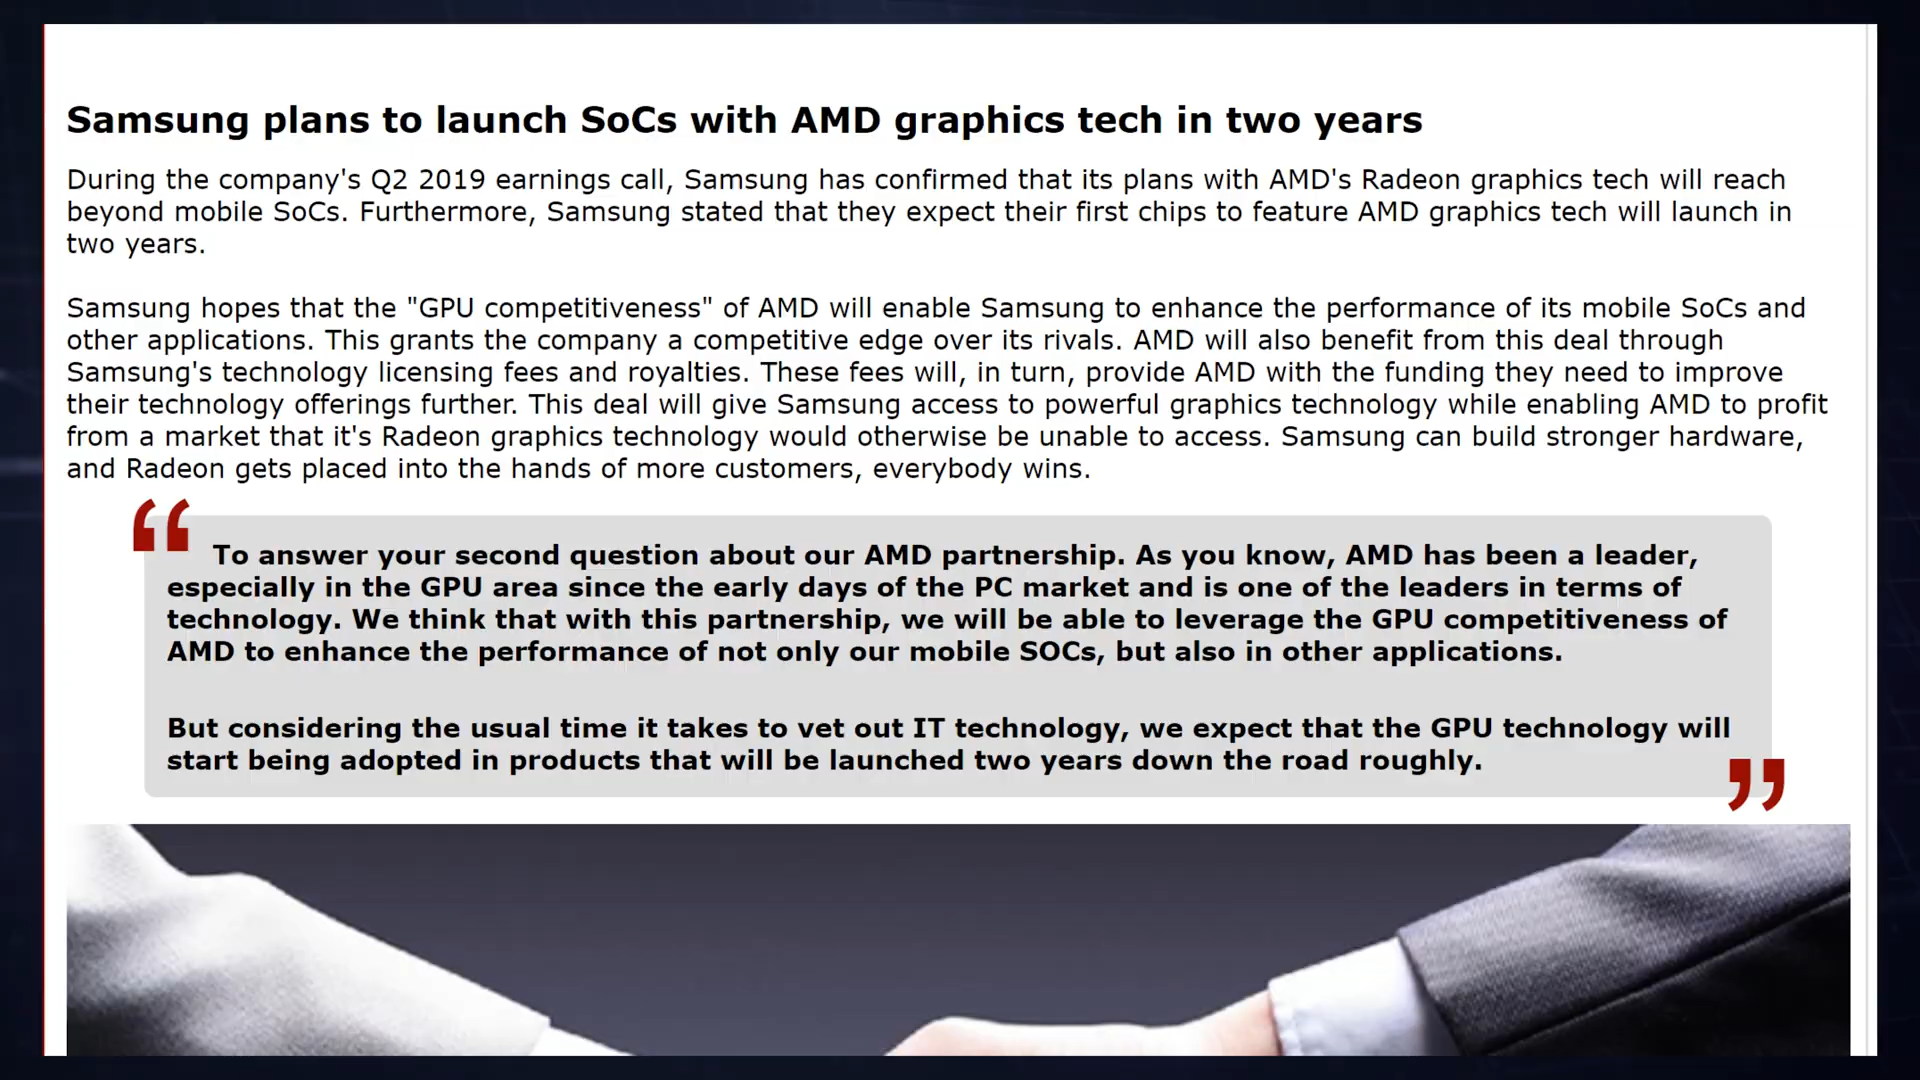 Samsung plans to launch SoCs with AMD graphics tech in two years
During the company's Q2 2019 earnings call, Samsung has confirmed that its plans with AMD's Radeon graphics tech will reach
beyond mobile SoCs. Furthermore, Samsung stated that they expect their first chips to feature AMD graphics tech will launch in
two years.
Samsung hopes that the "GPU competitiveness" of AMD will enable Samsung to enhance the performance of its mobile SoCs and
other applications. This grants the company a competitive edge over its rivals. AMD will also benefit from this deal through
Samsung's technology licensing fees and royalties. These fees will, in turn, provide AMD with the funding they need to improve
their technology offerings further. This deal will give Samsung access to powerful graphics technology while enabling AMD to profit
from a market that it's Radeon graphics technology would otherwise be unable to access. Samsung can build stronger hardware,
and Radeon gets placed into the hands of more customers, everybody wins.
“ To answer your second question about our AMD partnership. As you know, AMD has been a leader,
especially in the GPU area since the early days of the PC market and is one of the leaders in terms of
technology. We think that with this partnership, we will be able to leverage the GPU competitiveness of
AMD to enhance the performance of not only our mobile SOCs, but also in other applications.
But considering the usual time it takes to vet out IT technology, we expect that the GPU technology will
start being adopted in products that will be launched two years down the road roughly. ”